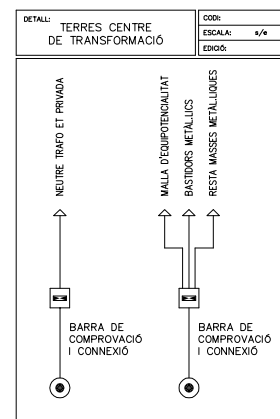 DETALL:
TERRES CENTRE
DE TRANSFORMACIÓ
CODI:
ESCALA: s/e
EDICIÓ:
NEUTRE TRAFO ET PRIVADA
MALLA D'EQUIPOTENCIALITAT
BASTIDORS METAL.LICS
RESTA MASSES METÀL.LIQUES
BARRA DE
COMPROVACIÓ
I CONNEXIÓ
BARRA DE
COMPROVACIÓ
I CONNEXIÓ